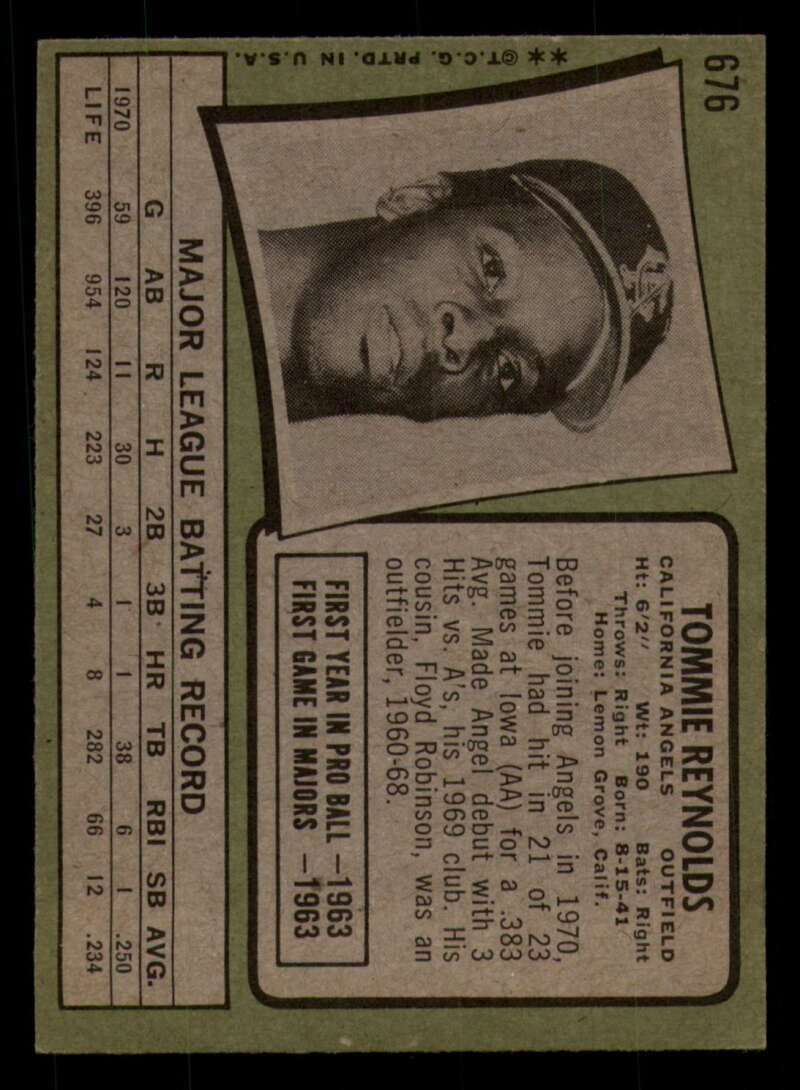 676
** ©T.C.G. PRTD. IN U.S.A.
TOMMIE REYNOLDS
CALIFORNIA ANGELS OUTFIELD
Ht: 6'2" Wt: 190 Bats: Right
Throws: Right Born: 8-15-41
Home: Lemon Grove, Calif.
Before joining Angels in 1970,
Tommie had hit in 21 of 23
games at Iowa (AA) for a .383
Avg. Made Angel debut with 3
Hits vs. A's, his 1969 club. His
cousin, Floyd Robinson, was an
outfielder, 1960-68.
FIRST YEAR IN PRO BALL —1963
FIRST GAME IN MAJORS —1963
MAJOR LEAGUE BATTING RECORD
G AB R H 2B 3B HR TB RBI SB AVG.
1970 59 120 11 30 3 1 1 38 6 1 .250
LIFE 396 954 124 223 27 4 8 282 66 12 .234